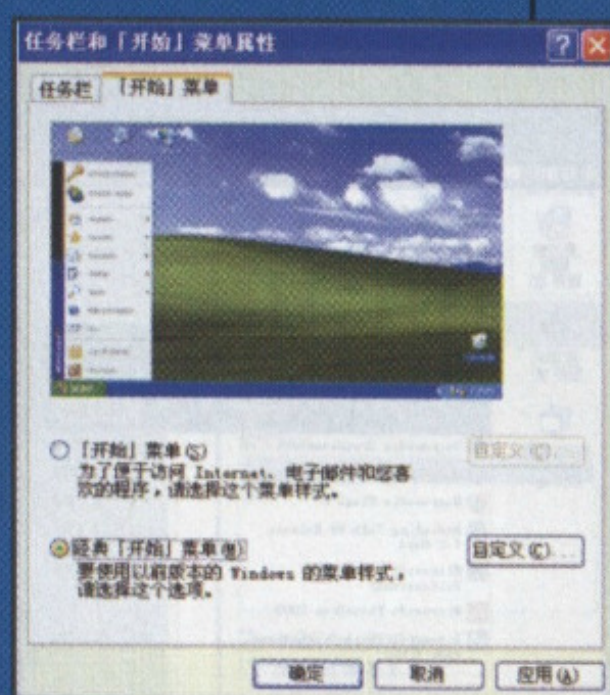 任务栏和「开始」菜单属性
任务栏
「开始」菜单
「开始」菜单(S)
自定义(C)...
为了便于访问 Internet、电子邮件和您喜
欢的程序，请选择这个菜单样式。
经典「开始」菜单(M)
自定义(C)...
要使用以前版本的 Windows 的菜单样式，
请选择这个选项。
确定
取消
应用(A)